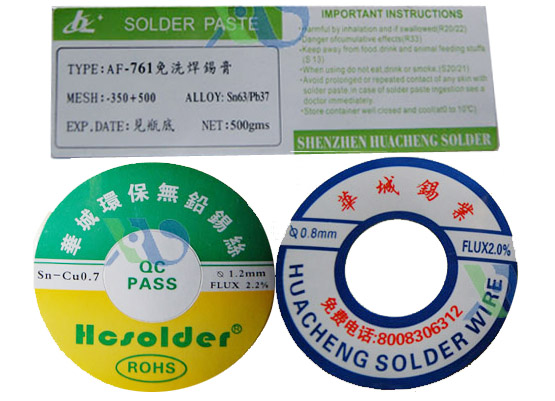 SOLDER PASTE
TYPE: AF-761免洗焊錫膏
MESH: -350+500 ALLOY: Sn63/Pb37
EXP.DATE: 见瓶底 NET: 500gms
IMPORTANT INSTRUCTIONS
·Harmful by inhalation and if swallowed(R20/22)
Danger ofcumulative effects(R33)
·Keep away from food.drink and animal feeding stuffs
(S 13)
·When using do not eat,drink or smoke.(S20/21)
·Avoid prolonged or repeated contact of any skin with
solder paste,in case of solder paste ingestion see a
doctor immediately.
·Store container well closed and cool(at0 to 10℃)
SHENZHEN HUACHENG SOLDER
華城環保無鉛錫絲
Sn-Cu0.7
QC
PASS
Ø 1.2mm
FLUX 2.2%
Hcsolder®
ROHS
華城錫業
Ø 0.8mm
FLUX2.0%
免费电话:8008306312
HUACHENG SOLDER WIRE